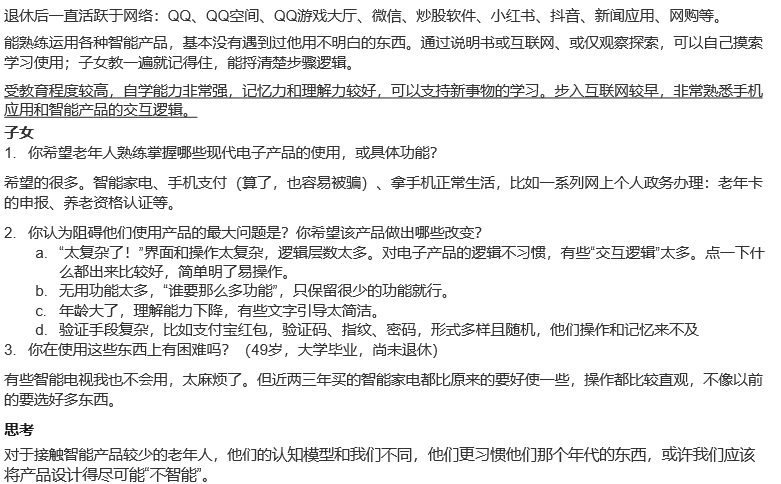 退休后一直活跃于网络：QQ、QQ空间、QQ游戏大厅、微信、炒股软件、小红书、抖音、新闻应用、网购等。
能熟练运用各种智能产品，基本没有遇到过他用不明白的东西。通过说明书或互联网、或仅观察探索，可以自己摸索
学习使用；子女教一遍就记得住，能捋清楚步骤逻辑。
受教育程度较高，自学能力非常强，记忆力和理解力较好，可以支持新事物的学习。步入互联网较早，非常熟悉手机
应用和智能产品的交互逻辑。
子女
1. 你希望老年人熟练掌握哪些现代电子产品的使用，或具体功能？
希望的很多。智能家电、手机支付（算了，也容易被骗）、拿手机正常生活，比如一系列网上个人政务办理：老年卡
的申报、养老资格认证等。
2. 你认为阻碍他们使用产品的最大问题是？你希望该产品做出哪些改变？
a. “太复杂了！”界面和操作太复杂，逻辑层数太多。对电子产品的逻辑不习惯，有些“交互逻辑”太多。点一下什
么都出来比较好，简单明了易操作。
b. 无用功能太多，“谁要那么多功能”，只保留很少的功能就行。
c. 年龄大了，理解能力下降，有些文字引导太简洁。
d. 验证手段复杂，比如支付宝红包，验证码、指纹、密码，形式多样且随机，他们操作和记忆来不及
3. 你在使用这些东西上有困难吗？（49岁，大学毕业，尚未退休）
有些智能电视我也不会用，太麻烦了。但近两三年买的智能家电都比原来的要好使一些，操作都比较直观，不像以前
的要选好多东西。
思考
对于接触智能产品较少的老年人，他们的认知模型和我们不同，他们更习惯他们那个年代的东西，或许我们应该
将产品设计得尽可能“不智能”。